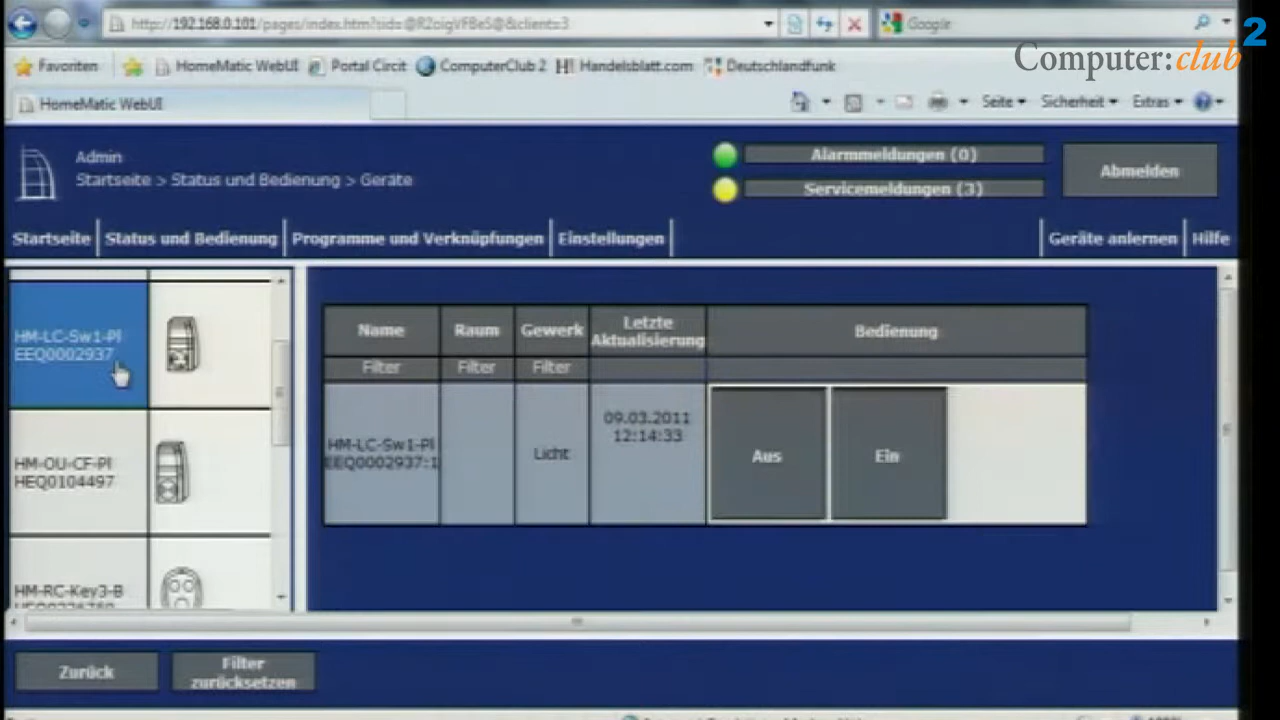 http://192.168.0.101/pages/index.htm?sid=@R2oigVFBeS@&client=3
Google
Computer:club 2
Favoriten
HomeMatic WebUI
Portal Circit
ComputerClub 2
Handelsblatt.com
Deutschlandfunk
HomeMatic WebUI
Seite
Sicherheit
Extras
Admin
Startseite > Status und Bedienung > Geräte
Alarmmeldungen (0)
Servicemeldungen (3)
Abmelden
Startseite
Status und Bedienung
Programme und Verknüpfungen
Einstellungen
Geräte anlernen
Hilfe
HM-LC-Sw1-Pl
EEQ0002937
HM-OU-CF-Pl
HEQ0104497
HM-RC-Key3-B
Name
Raum
Gewerk
Letzte
Aktualisierung
Bedienung
Filter
Filter
Filter
HM-LC-Sw1-Pl
EEQ0002937:1
Licht
09.03.2011
12:14:33
Aus
Ein
Zurück
Filter
zurücksetzen